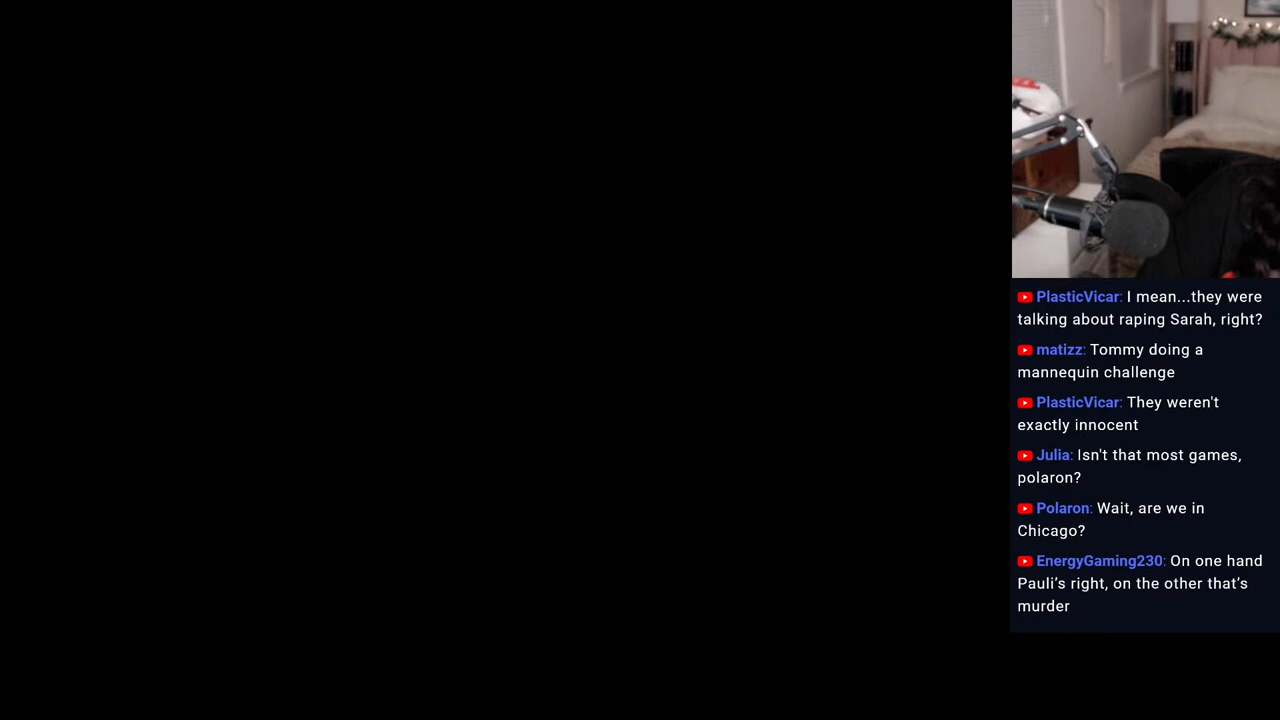 PlasticVicar: I mean...they were
talking about raping Sarah, right?
matizz: Tommy doing a
mannequin challenge
PlasticVicar: They weren't
exactly innocent
Julia: Isn't that most games,
polaron?
Polaron: Wait, are we in
Chicago?
EnergyGaming230: On one hand
Pauli’s right, on the other that’s
murder